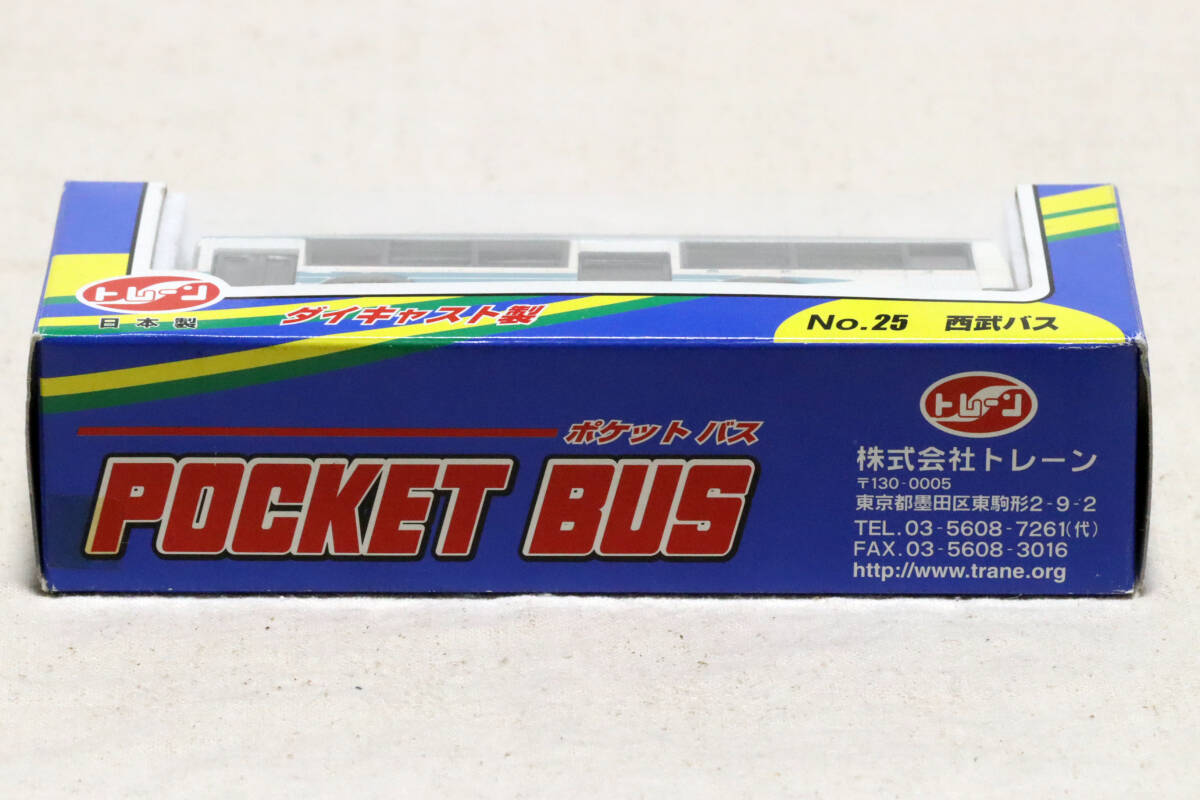 トレーン
日本製
ダイキャスト製
No.25 西武バス
ポケットバス
POCKET BUS
トレーン
株式会社トレーン
〒130-0005
東京都墨田区東駒形2-9-2
TEL.03-5608-7261(代)
FAX.03-5608-3016
http://www.trane.org